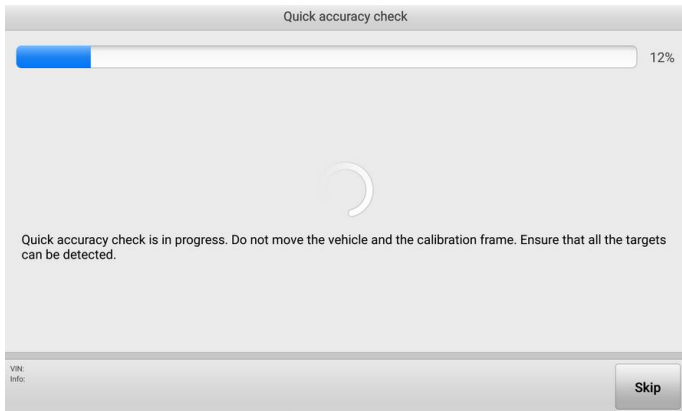 Quick accuracy check
12%
Quick accuracy check is in progress. Do not move the vehicle and the calibration frame. Ensure that all the targets
can be detected.
VIN:
Info:
Skip